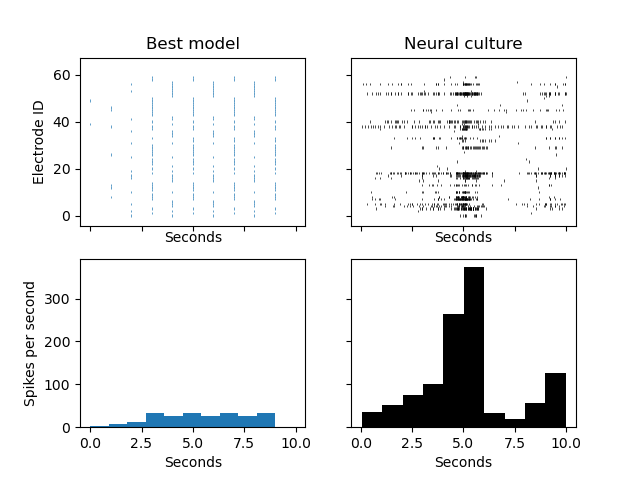 Best model
Neural culture
Electrode ID
60
40
20
0
Seconds
Seconds
Spikes per second
300
200
100
0
0.0 2.5 5.0 7.5 10.0
0.0 2.5 5.0 7.5 10.0
Seconds
Seconds